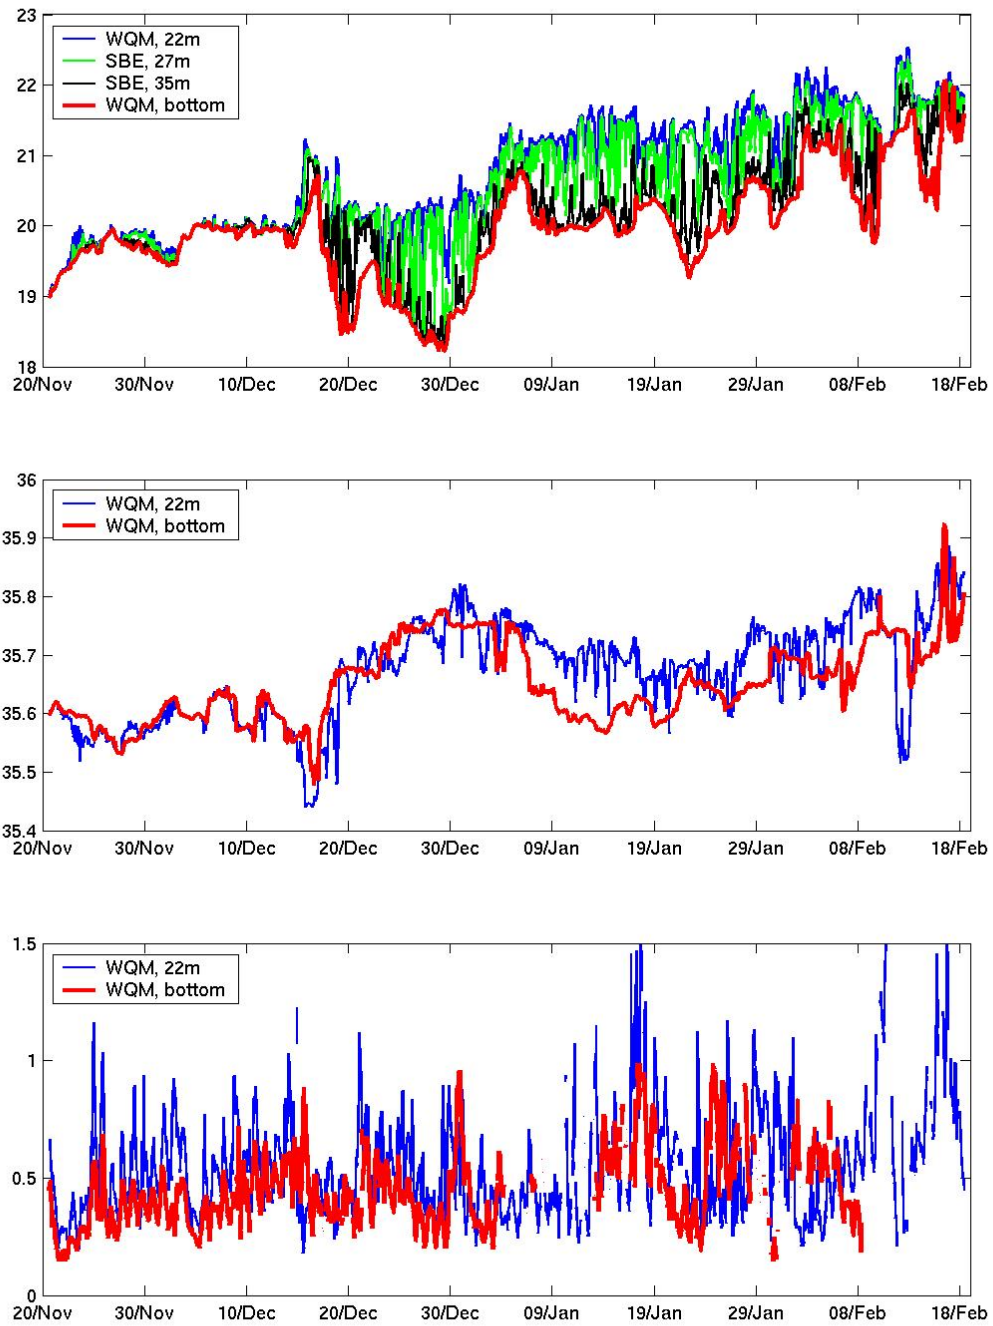 23
22
21
20
19
18
WQM, 22m
SBE, 27m
SBE, 35m
WQM, bottom
20/Nov 30/Nov 10/Dec 20/Dec 30/Dec 09/Jan 19/Jan 29/Jan 08/Feb 18/Feb
36
35.9
35.8
35.7
35.6
35.5
35.4
WQM, 22m
WQM, bottom
20/Nov 30/Nov 10/Dec 20/Dec 30/Dec 09/Jan 19/Jan 29/Jan 08/Feb 18/Feb
1.5
1
0.5
0
WQM, 22m
WQM, bottom
20/Nov 30/Nov 10/Dec 20/Dec 30/Dec 09/Jan 19/Jan 29/Jan 08/Feb 18/Feb